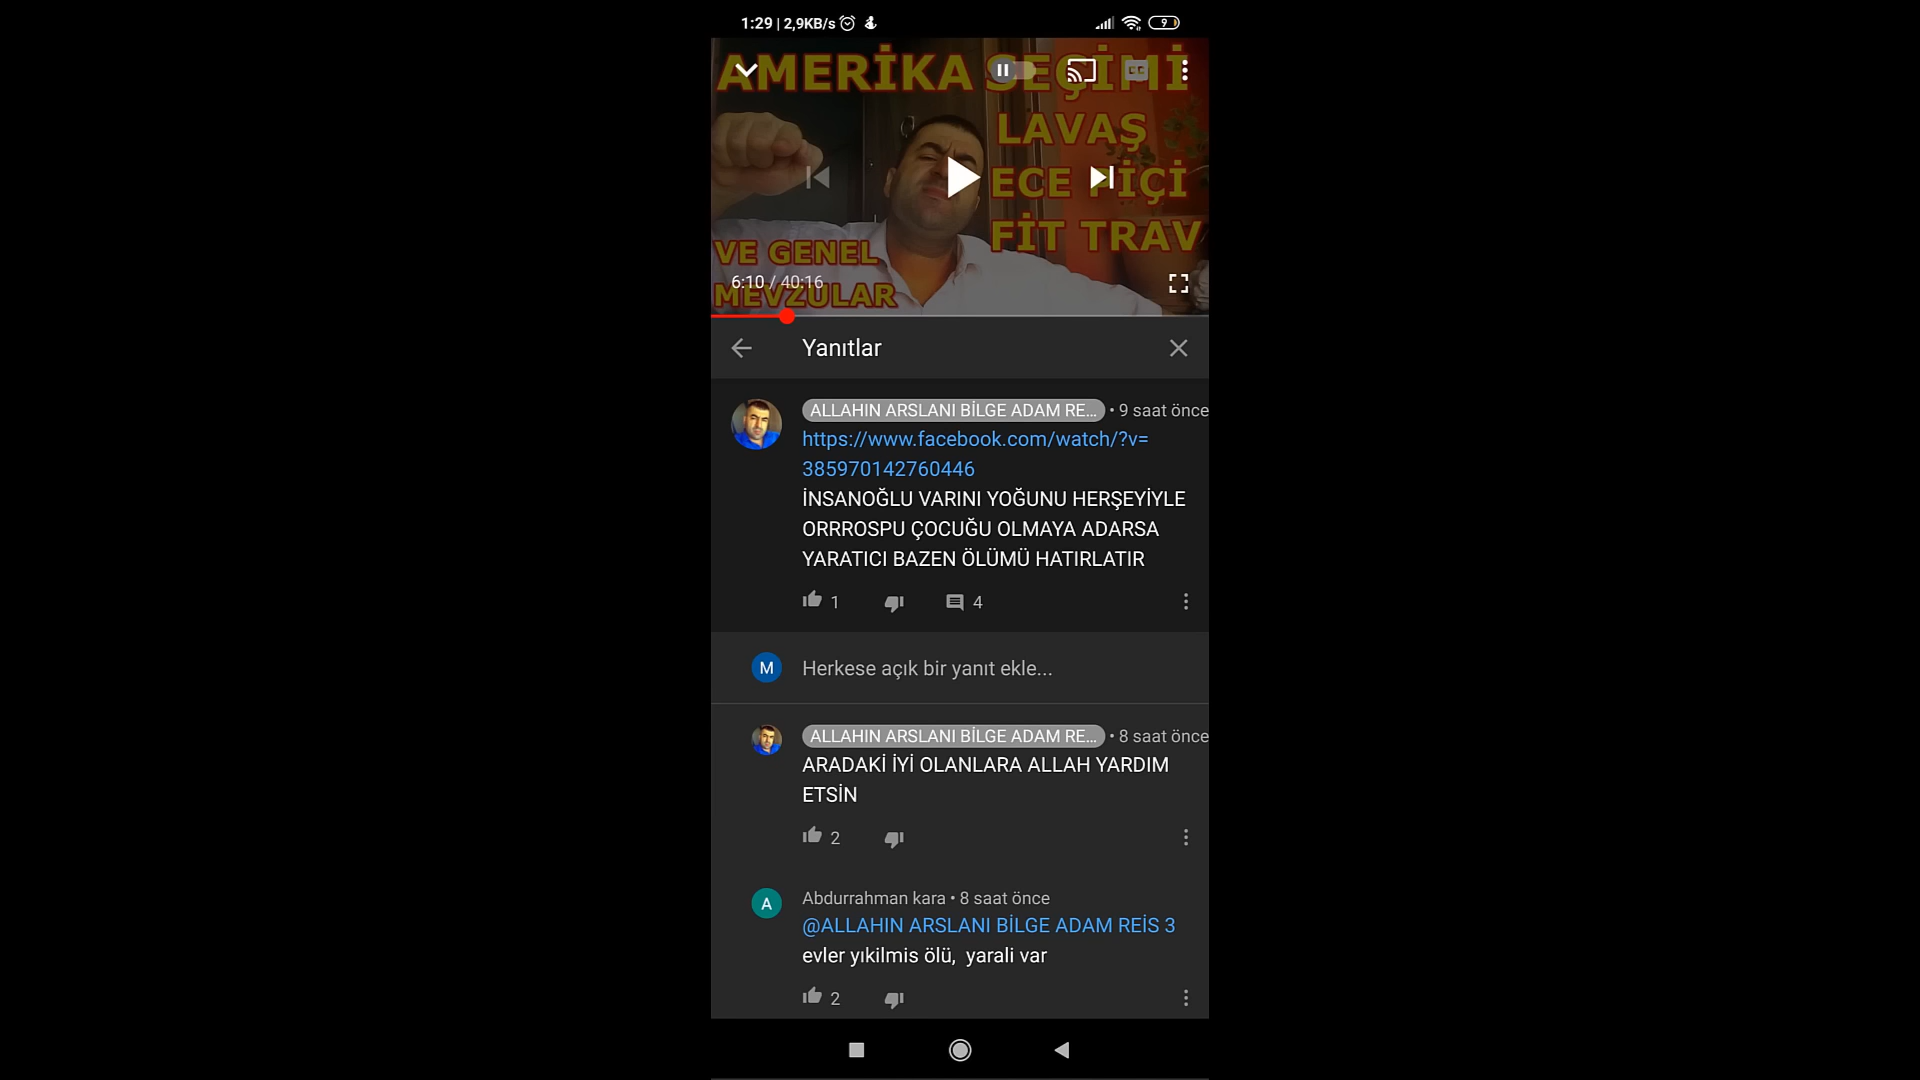 1:29 | 2,9KB/s
9
AMERİKA SEÇİMİ
LAVAŞ
ECE PİÇİ
FİT TRAV
VE GENEL
6:10 / 40:16
MEVZULAR
Yanıtlar
ALLAHIN ARSLANI BİLGE ADAM RE... • 9 saat önce
https://www.facebook.com/watch/?v=
385970142760446
İNSANOĞLU VARINI YOĞUNU HERŞEYİYLE
ORRROSPU ÇOCUĞU OLMAYA ADARSA
YARATICI BAZEN ÖLÜMÜ HATIRLATIR
1 4
M Herkese açık bir yanıt ekle...
ALLAHIN ARSLANI BİLGE ADAM RE... • 8 saat önce
ARADAKİ İYİ OLANLARA ALLAH YARDIM
ETSİN
2
A Abdurrahman kara • 8 saat önce
@ALLAHIN ARSLANI BİLGE ADAM REİS 3
evler yıkilmis ölü,  yarali var
2